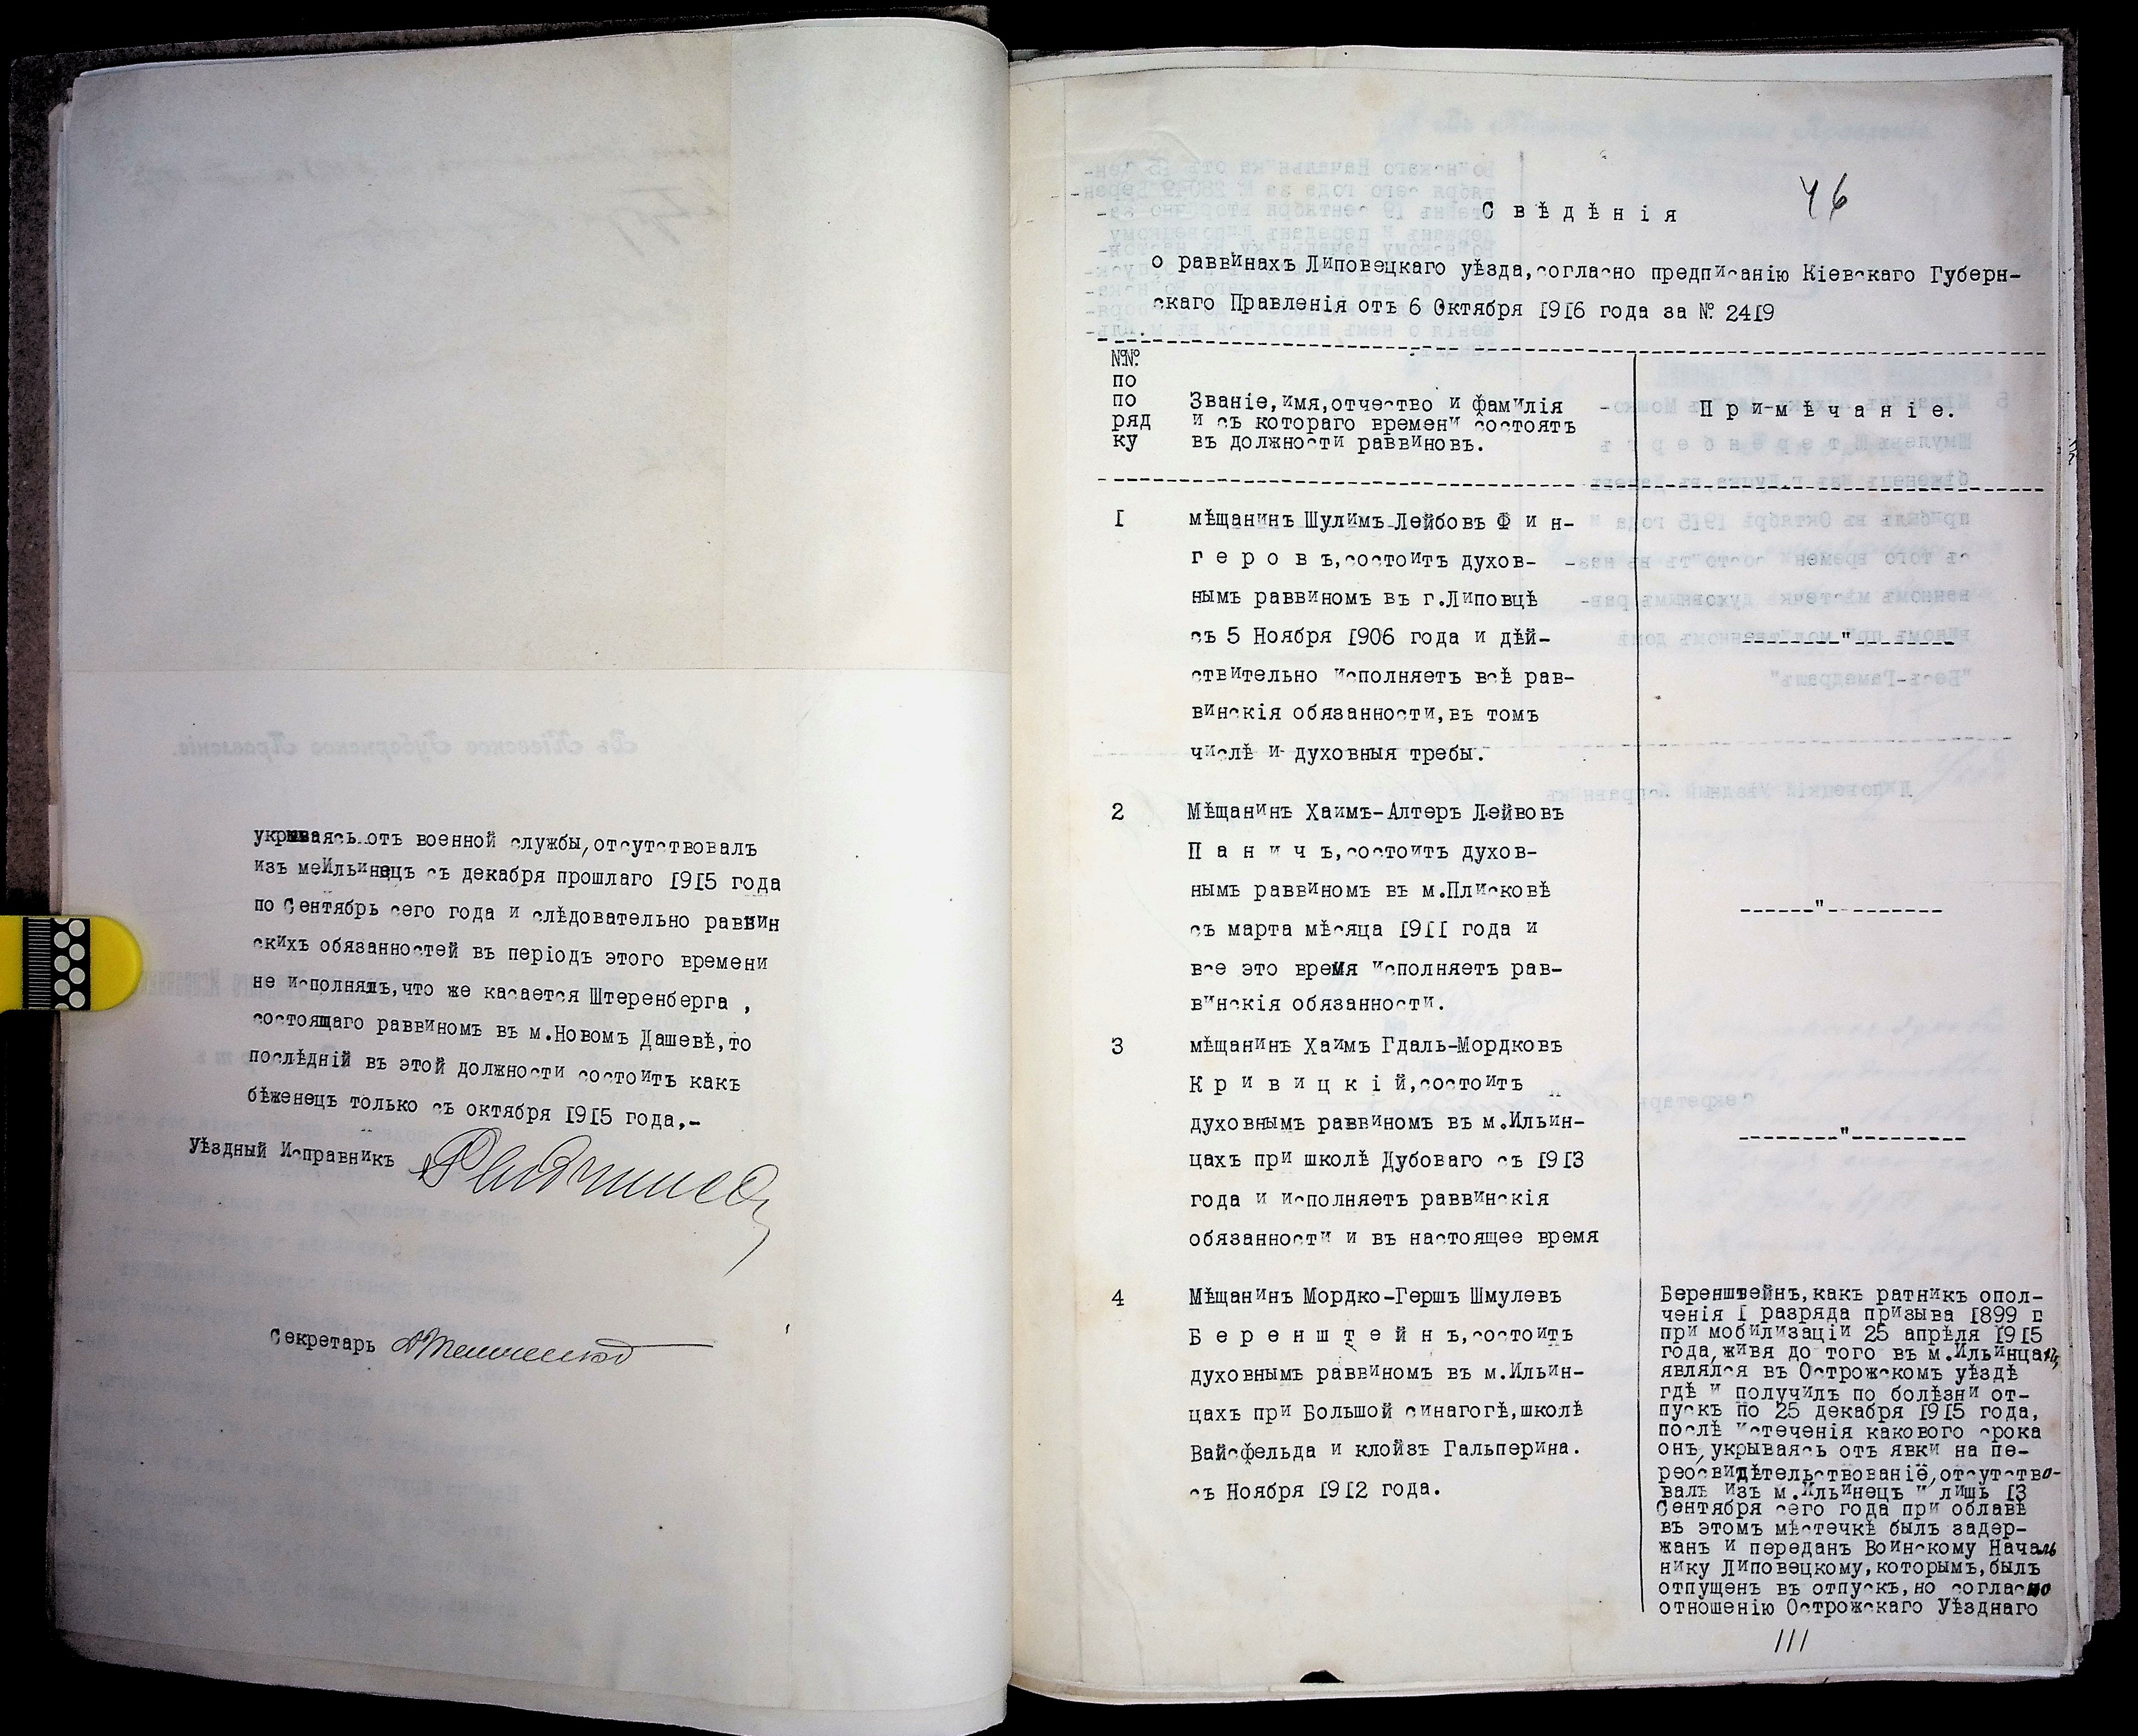 укрываясь отъ военной службы,отсутствовалъ
изъ м.Ильинецъ съ декабря прошлаго 1915 года
по Сентябрь сего года и слѣдовательно раввин
скихъ обязанностей въ періодъ этого времени
не исполнялъ,что же касается Штеренберга ,
состоящаго раввиномъ въ м.Новомъ Дашевѣ,то
послѣдній въ этой должности состоитъ какъ
бѣженецъ только съ октября 1915 года,.-
Уѣздный Исправникъ
Секретарь
46
Свѣдѣнія
о раввинахъ Липовецкаго уѣзда,согласно предписанію Кіевскаго Губерн-
скаго Правленія отъ 6 Октября 1916 года за № 2419
№№
по
по
ряд
ку
Званіе,имя,отчество и фамилія
и съ котораго времени состоятъ
въ должности раввиновъ.
Примѣчаніе.
1
мѣщанинъ Шулимъ-Лейбовъ Фин-
геровъ,состоитъ духов-
нымъ раввиномъ въ г.Липовцѣ
съ 5 Ноября 1906 года и дѣй-
ствительно исполняетъ всѣ рав-
винскія обязанности,въ томъ
числѣ и духовныя требы.
--------"---------
2
Мѣщанинъ Хаимъ-Алтеръ Лейвовъ
Паничъ,состоитъ духов-
нымъ раввиномъ въ м.Плисковѣ
съ марта мѣсяца 1911 года и
все это время исполняетъ рав-
винскія обязанности.
------"----------
3
мѣщанинъ Хаимъ Гдаль-Мордковъ
Кривицкій,состоитъ
духовнымъ раввиномъ въ м.Ильин-
цахъ при школѣ Дубоваго съ 1913
года и исполняетъ раввинскія
обязанности и въ настоящее время
--------"---------
4
Мѣщанинъ Мордко-Гершъ Шмулевъ
Беренштейнъ,состоитъ
духовнымъ раввиномъ въ м.Ильин-
цахъ при Большой синагогѣ,школѣ
Вайсфельда и клойзъ Гальперина.
съ Ноября 1912 года.
Беренштейнъ,какъ ратникъ опол-
ченія 1 разряда призыва 1899 г
при мобилизаціи 25 апрѣля 1915
года,живя до того въ м.Ильинцахъ,
являлся въ Острожскомъ уѣздѣ
гдѣ и получилъ по болѣзни от-
пускъ по 25 декабря 1915 года,
послѣ истеченія какового срока
онъ,укрываясь отъ явки на пе-
реосвидѣтельствованіе,отсутство-
валъ изъ м.Ильинецъ и лишь 13
Сентября сего года при облавѣ
въ этомъ мѣстечкѣ былъ задер-
жанъ и переданъ Воинскому Началь
нику Липовецкому,которымъ,былъ
отпущенъ въ отпускъ,но согласно
отношенію Острожскаго Уѣзднаго
111